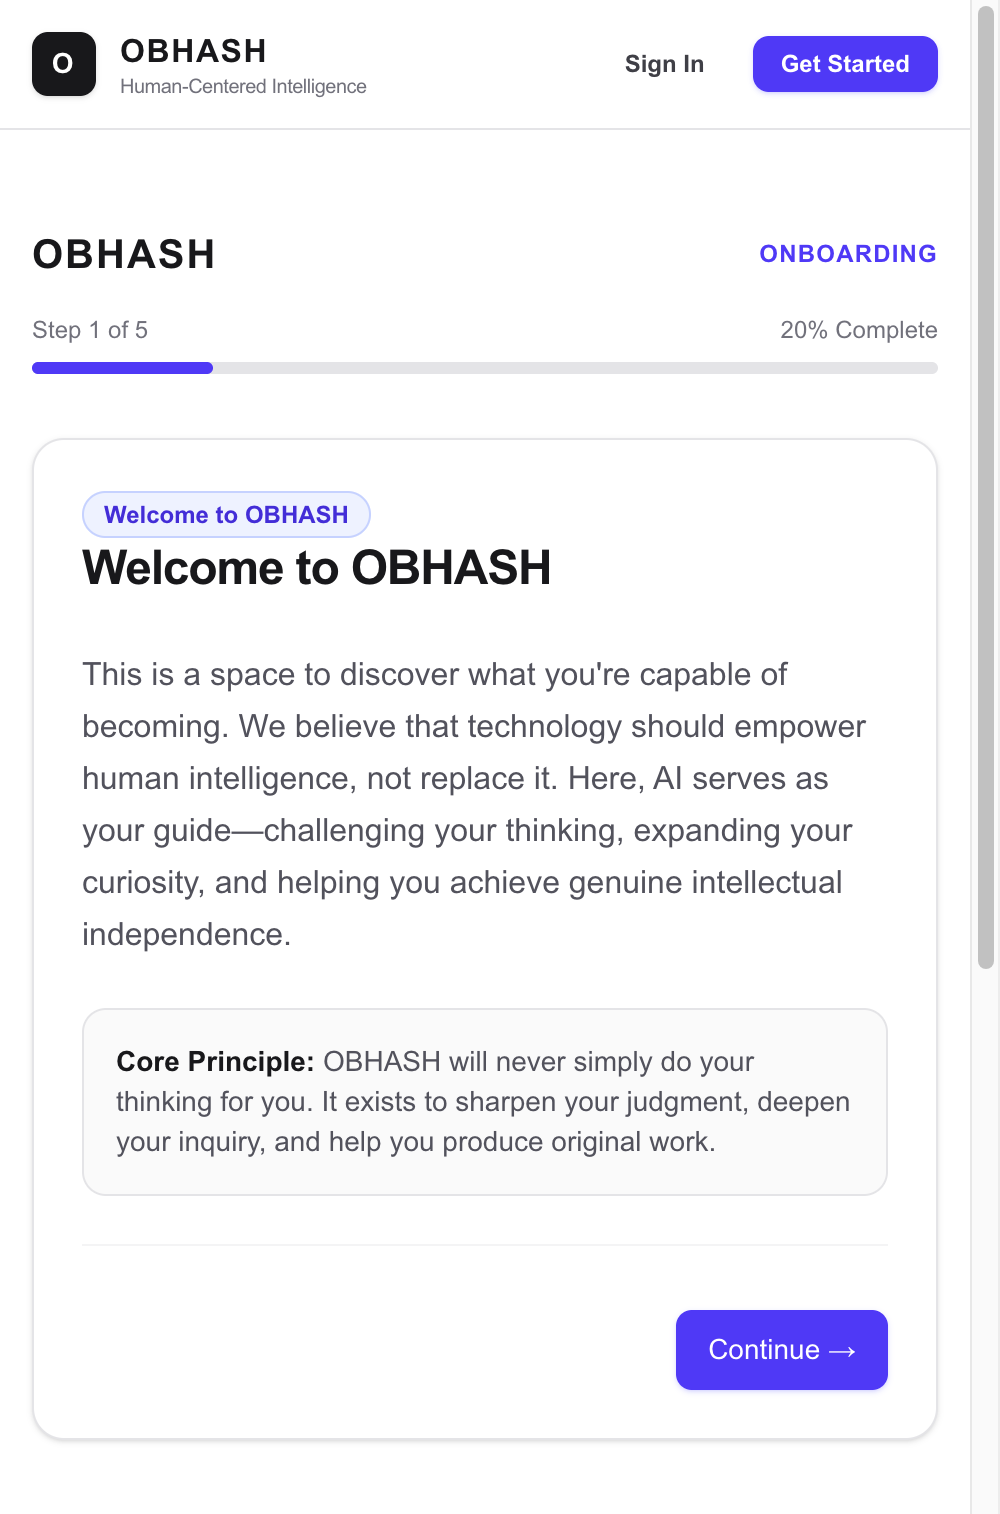 O
OBHASH
Human-Centered Intelligence
Sign In
Get Started
OBHASH
ONBOARDING
Step 1 of 5
20% Complete
Welcome to OBHASH
Welcome to OBHASH
This is a space to discover what you're capable of
becoming. We believe that technology should empower
human intelligence, not replace it. Here, AI serves as
your guide—challenging your thinking, expanding your
curiosity, and helping you achieve genuine intellectual
independence.
Core Principle: OBHASH will never simply do your
thinking for you. It exists to sharpen your judgment, deepen
your inquiry, and help you produce original work.
Continue →